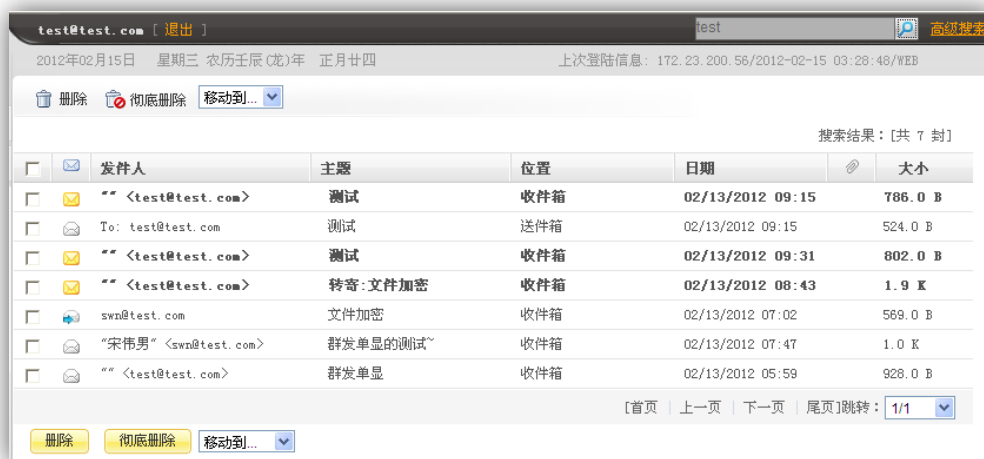 test@test.com [ 退出 ] test 高级搜索
2012年02月15日 星期三 农历壬辰(龙)年 正月廿四 上次登陆信息: 172.23.200.56/2012-02-15 03:28:48/WEB
删除 彻底删除 移动到...
搜索结果：[共 7 封]
发件人 主题 位置 日期 大小
"" <test@test.com> 测试 收件箱 02/13/2012 09:15 786.0 B
To: test@test.com 测试 送件箱 02/13/2012 09:15 524.0 B
"" <test@test.com> 测试 收件箱 02/13/2012 09:31 802.0 B
"" <test@test.com> 转寄:文件加密 收件箱 02/13/2012 08:43 1.9 K
swn@test.com 文件加密 收件箱 02/13/2012 07:02 569.0 B
"宋伟男" <swn@test.com> 群发单显的测试~ 收件箱 02/13/2012 07:47 1.0 K
"" <test@test.com> 群发单显 收件箱 02/13/2012 05:59 928.0 B
[首页 | 上一页 | 下一页 | 尾页]跳转： 1/1
删除 彻底删除 移动到...